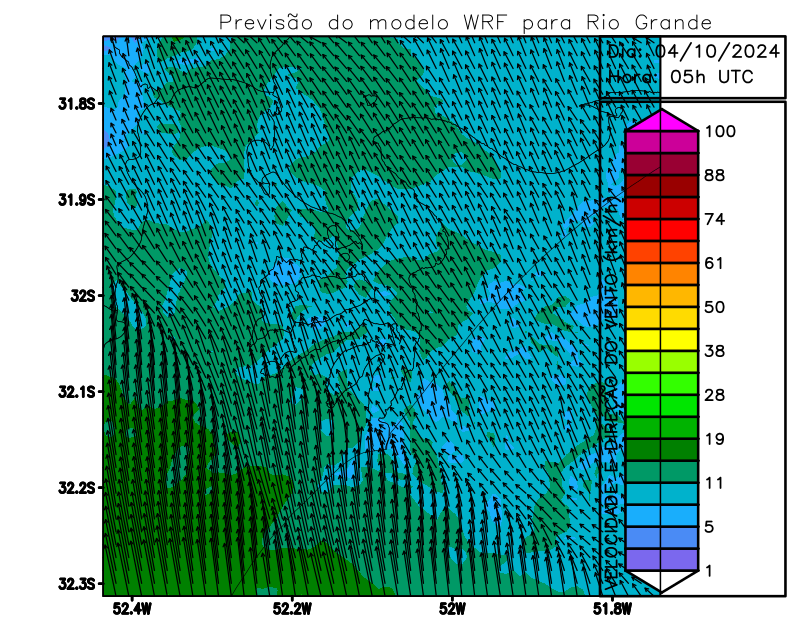 Previsão do modelo WRF para Rio Grande
Dia: 04/10/2024
Hora: 05h UTC
31.8S
31.9S
32S
32.1S
32.2S
32.3S
52.4W
52.2W
52W
51.8W
VELOCIDADE E DIREÇÃO DO VENTO (km/h)
100
88
74
61
50
38
28
19
11
5
1